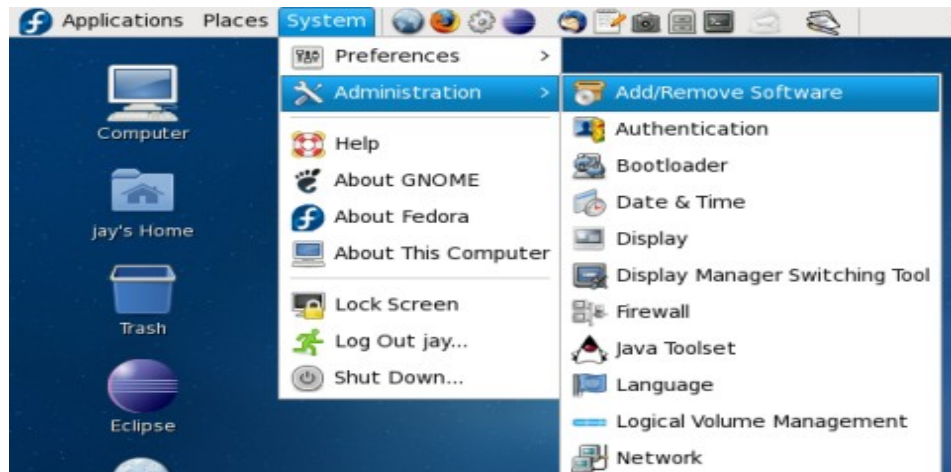 Applications Places System
Preferences
Administration
Help
About GNOME
About Fedora
About This Computer
Lock Screen
Log Out jay...
Shut Down...
Add/Remove Software
Authentication
Bootloader
Date & Time
Display
Display Manager Switching Tool
Firewall
Java Toolset
Language
Logical Volume Management
Network
Computer
jay's Home
Trash
Eclipse